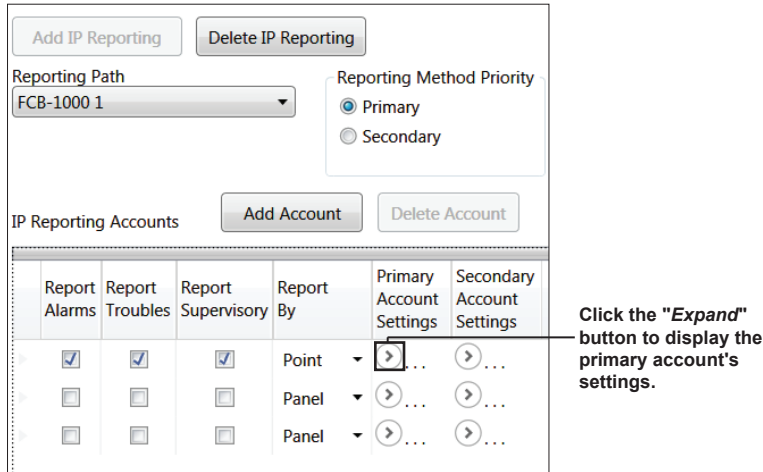 Add IP Reporting Delete IP Reporting
Reporting Path
FCB-1000 1
Reporting Method Priority
Primary
Secondary
IP Reporting Accounts Add Account Delete Account
Report Alarms Report Troubles Report Supervisory Report By Primary Account Settings Secondary Account Settings
Point ... ...
Panel ... ...
Panel ... ...
Click the "Expand"
button to display the
primary account's
settings.